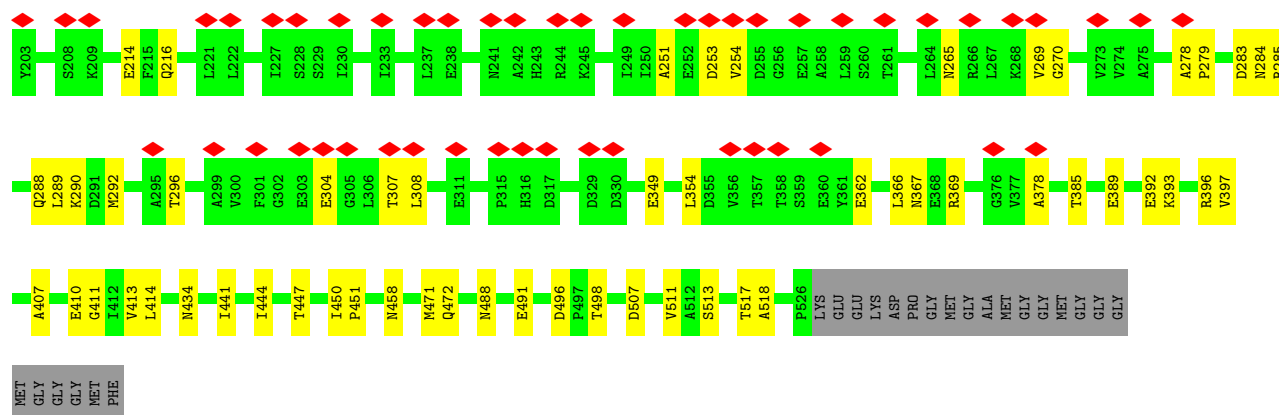 Y203 S208 K209 E214 F215 Q216 L221 L222 I227 S228 S229 I230 I233 L237 E238 N241 A242 H243 R244 K245 I249 I250 A251 E252 D253 V254 D255 G256 E257 A258 L259 S260 T261 L264 N265 R266 L267 K268 V269 G270 V273 V274 A275 A278 P279 D283 N284 R285
Q288 L289 K290 D291 M292 A295 T296 A299 V300 F301 G302 E303 E304 G305 L306 T307 L308 E311 P315 H316 D317 D329 D330 E349 L354 D355 V356 T357 T358 S359 E360 Y361 E362 L366 N367 E368 R369 G376 V377 A378 T385 E389 E392 K393 R396 V397
A407 E410 G411 I412 V413 L414 N434 I441 I444 T447 I450 P451 N458 M471 Q472 N488 E491 D496 P497 T498 D507 V511 A512 S513 T517 A518 P526 LYS GLU GLU LYS ASP PRO GLY MET GLY ALA MET GLY GLY MET GLY GLY GLY
MET GLY GLY GLY MET PHE